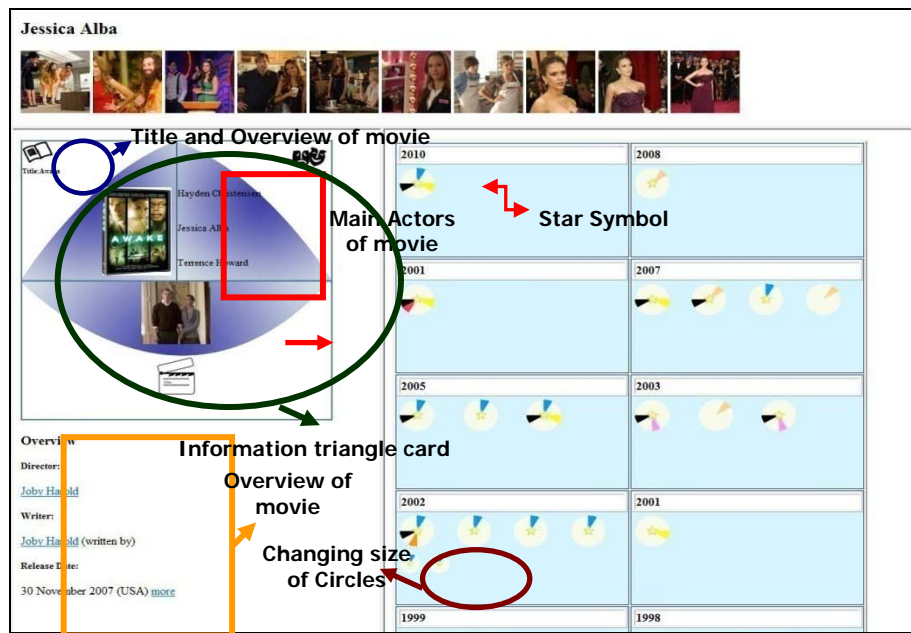 Jessica Alba
Title and Overview of movie
Title:Awake
Hayden Christensen
Jessica Alba
Terrence Howard
AWAKE
Main Actors
of movie
Star Symbol
Information triangle card
Overview
Director:
Joby Harold
Writer:
Joby Harold (written by)
Release Date:
30 November 2007 (USA) more
Overview of
movie
Changing size
of Circles
2010
2008
2001
2007
2005
2003
2002
2001
1999
1998